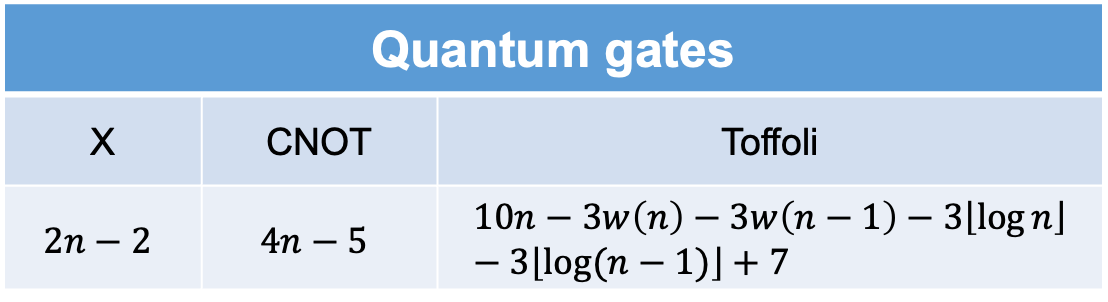 Quantum gates
X CNOT Toffoli
2n − 2 4n − 5 10n − 3w(n) − 3w(n − 1) − 3⌊log n⌋
− 3⌊log(n − 1)⌋ + 7